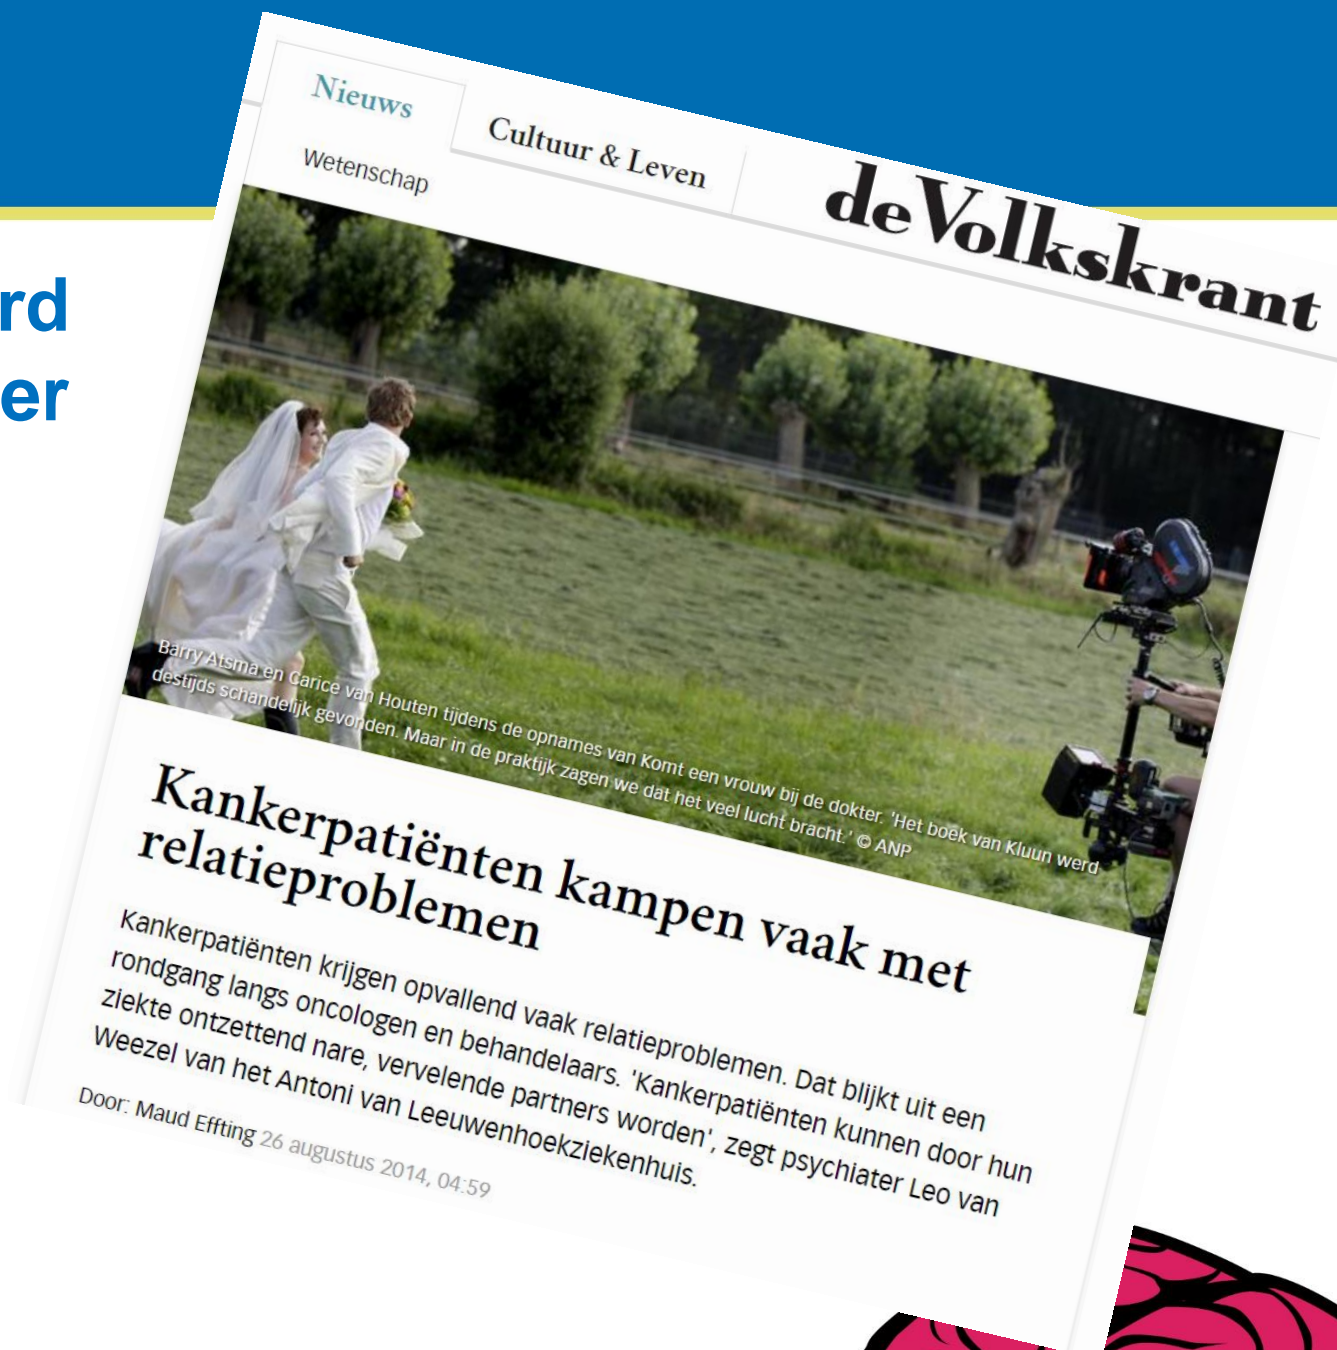 rd
er
Nieuws
Cultuur & Leven
Wetenschap
de Volkskrant
Barry Atsma en Carice van Houten tijdens de opnames van Komt een vrouw bij de dokter. 'Het boek van Kluun werd
destijds schandelijk gevonden. Maar in de praktijk zagen we dat het veel lucht bracht.' © ANP
Kankerpatiënten kampen vaak met
relatieproblemen
Kankerpatiënten krijgen opvallend vaak relatieproblemen. Dat blijkt uit een
rondgang langs oncologen en behandelaars. 'Kankerpatiënten kunnen door hun
ziekte ontzettend nare, vervelende partners worden', zegt psychiater Leo van
Weezel van het Antoni van Leeuwenhoekziekenhuis.
Door: Maud Effting 26 augustus 2014, 04:59